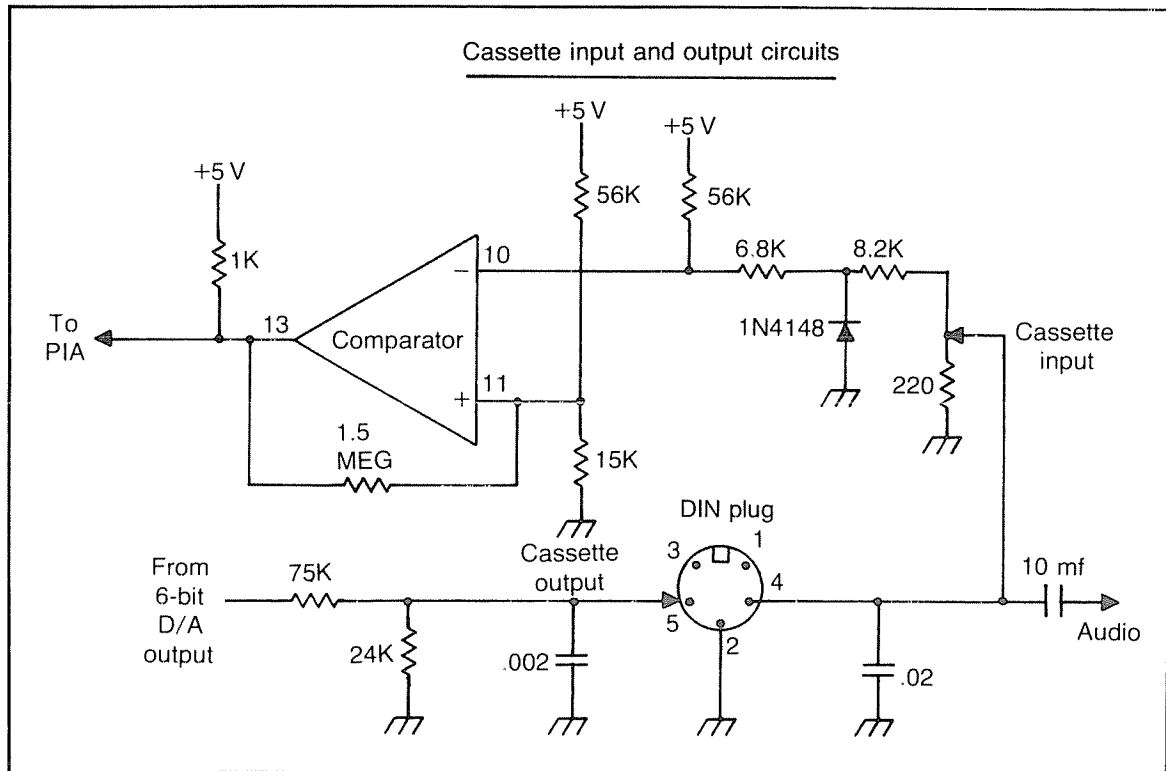 Cassette input and output circuits
+5 V
+5 V
+5 V
56K
56K
1K
10
6.8K
8.2K
−
To
PIA
13
Comparator
1N4148
Cassette
input
11
+
220
1.5
MEG
15K
DIN plug
Cassette
output
3
1
4
5
2
10 mf
From
6-bit
D/A
output
75K
24K
.002
.02
Audio